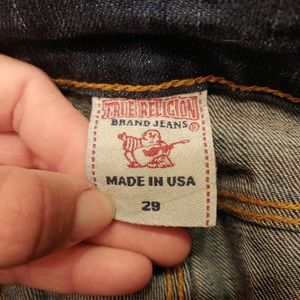 TRUE RELIGION
BRAND JEANS ®
MADE IN USA
29